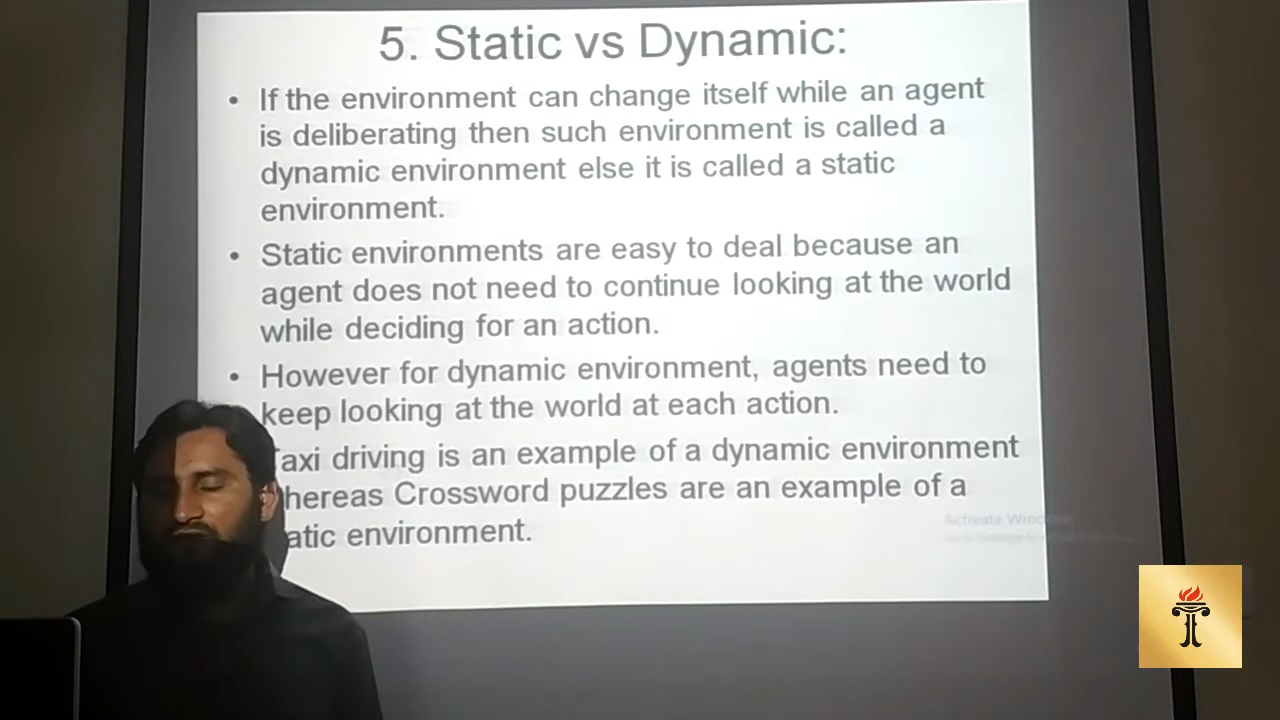 5. Static vs Dynamic:
• If the environment can change itself while an agent
is deliberating then such environment is called a
dynamic environment else it is called a static
environment.
• Static environments are easy to deal because an
agent does not need to continue looking at the world
while deciding for an action.
• However for dynamic environment, agents need to
keep looking at the world at each action.
axi driving is an example of a dynamic environment
hereas Crossword puzzles are an example of a
atic environment.
Activate Windows